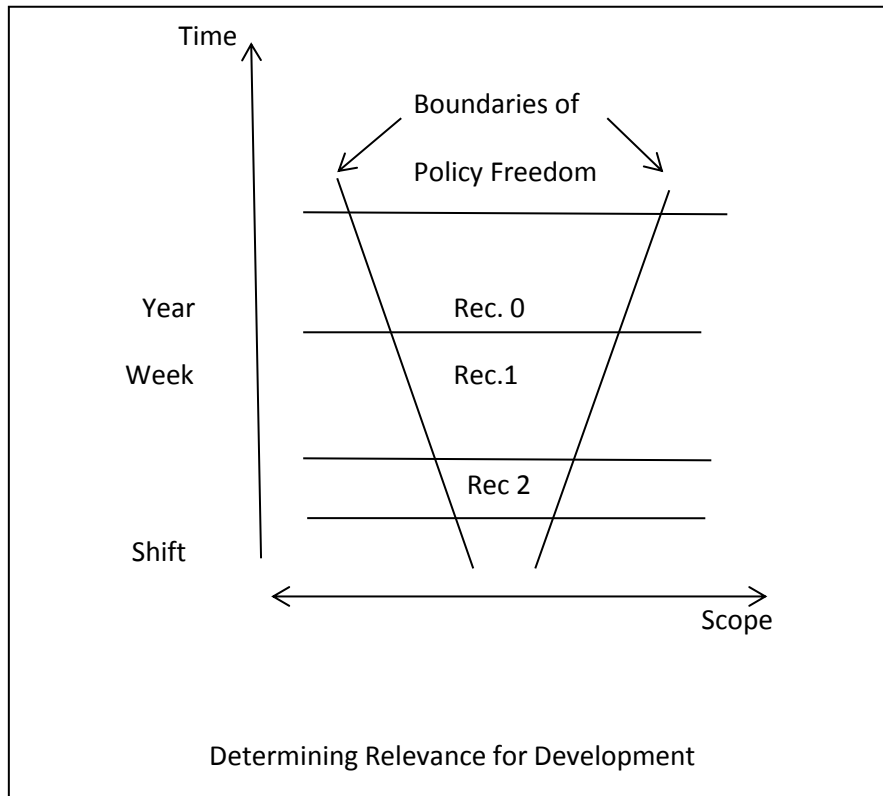 Time
Boundaries of
Policy Freedom
Year
Rec. 0
Week
Rec.1
Rec 2
Shift
Scope
Determining Relevance for Development